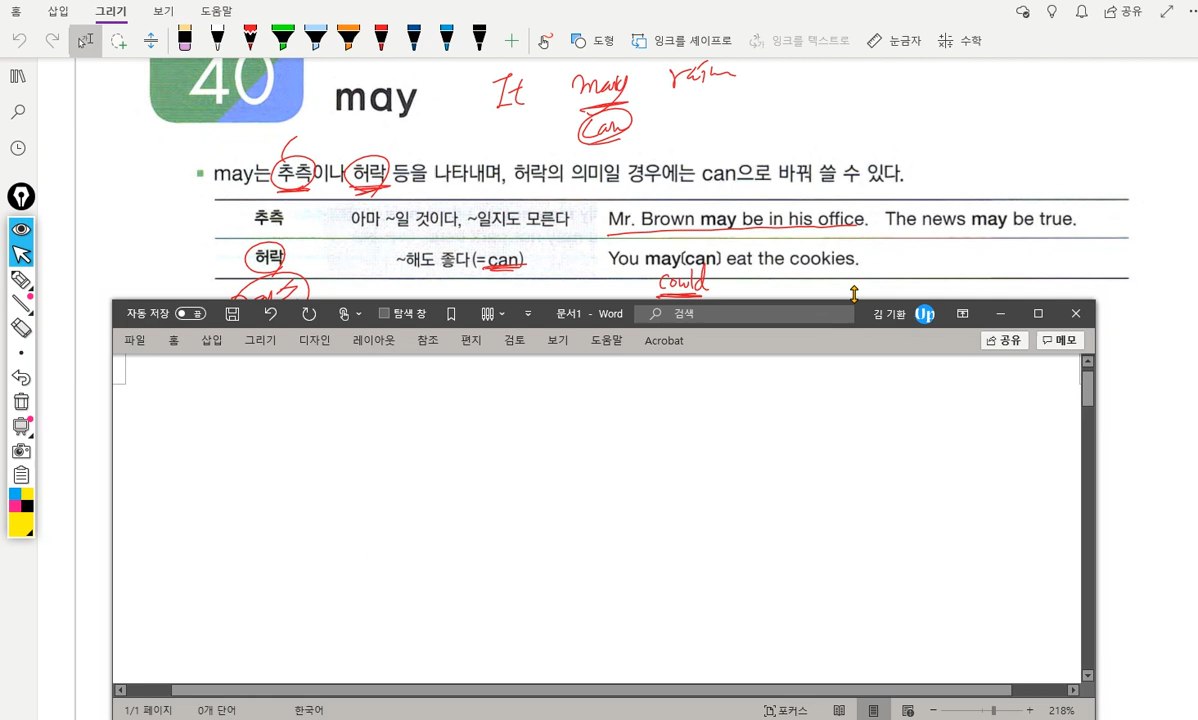 홈 삽입 그리기 보기 도움말 공유
도형 잉크를 셰이프로 잉크를 텍스트로 눈금자 수학
40 may It may rain
can
may는 추측이나 허락 등을 나타내며, 허락의 의미일 경우에는 can으로 바꿔 쓸 수 있다.
추측 아마 ~일 것이다, ~일지도 모른다 Mr. Brown may be in his office. The news may be true.
허락 ~해도 좋다(=can) You may(can) eat the cookies.
could
자동 저장 끔 탐색 창 문서1 - Word 검색 김 기환 Up
파일 홈 삽입 그리기 디자인 레이아웃 참조 편지 검토 보기 도움말 Acrobat 공유 메모
1/1 페이지 0개 단어 한국어 포커스 218%